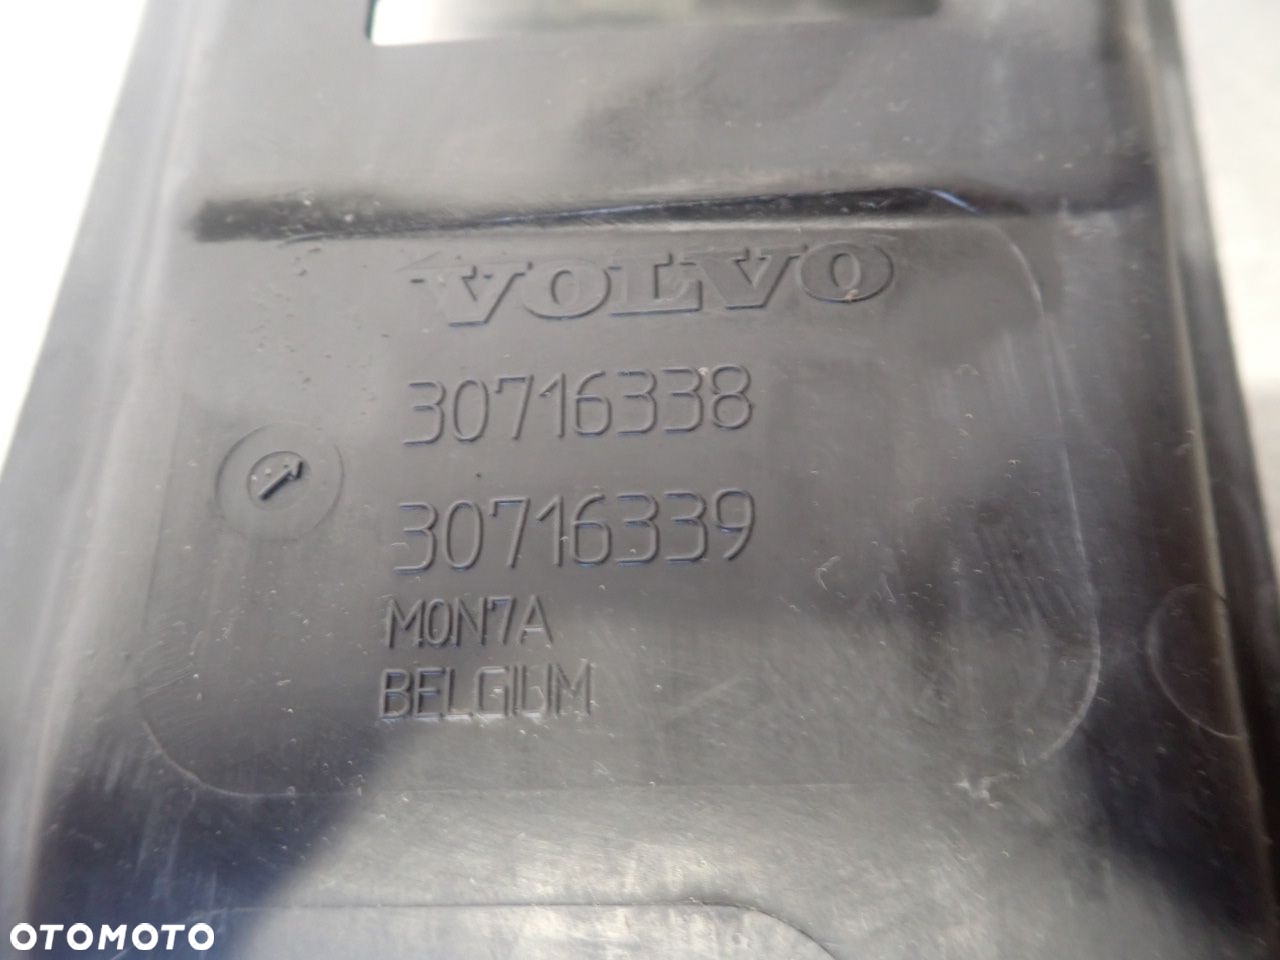 VOLVO
30716338
30716339
M0N7A
BELGIUM
OTOMOTO